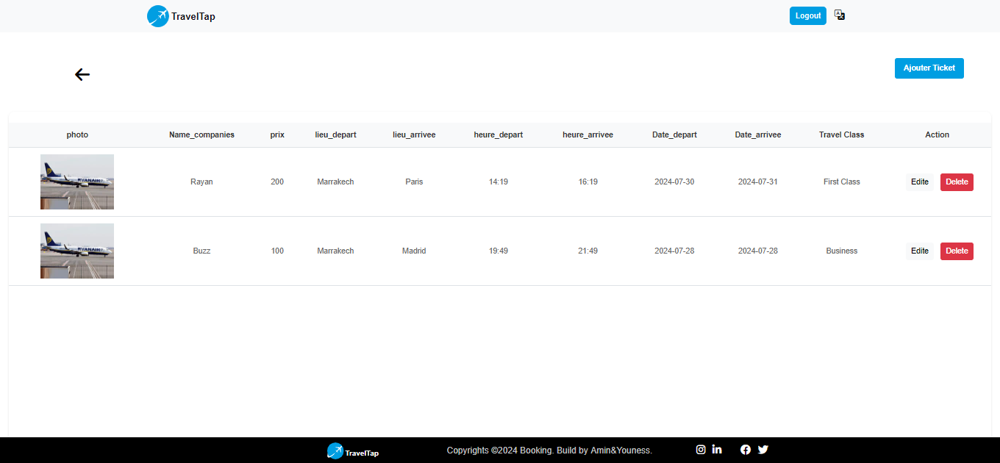 TravelTap
Logout
Ajouter Ticket
photo Name_companies prix lieu_depart lieu_arrivee heure_depart heure_arrivee Date_depart Date_arrivee Travel Class Action
RYANAIR
Rayan 200 Marrakech Paris 14:19 16:19 2024-07-30 2024-07-31 First Class Edite Delete
RYANAIR
Buzz 100 Marrakech Madrid 19:49 21:49 2024-07-28 2024-07-28 Business Edite Delete
TravelTap
Copyrights ©2024 Booking. Build by Amin&Youness.